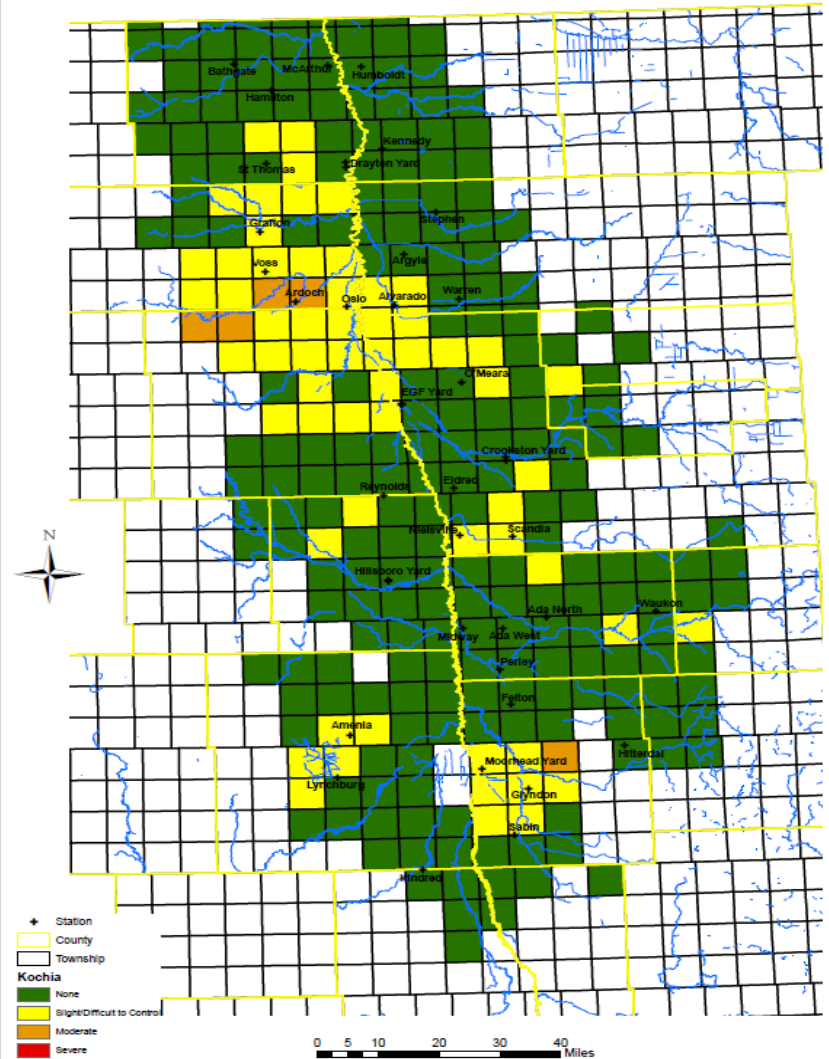 Bathgate
McArthur
Humboldt
Hamilton
Kennedy
St Thomas
Drayton Yard
Stephen
Grafton
Argyle
Voss
Ardoch
Oslo
Alvarado
Warren
O'Meara
EGF Yard
Crookston Yard
Reynolds
Eldred
Nielsville
Scandia
N
Hillsboro Yard
Ada North
Waukon
Midway
Ada West
Perley
Felton
Amenia
Hitterdal
Moorhead Yard
Lynchburg
Glyndon
Sabin
Kindred
Station
County
Township
Kochia
None
Slight/Difficult to Control
Moderate
Severe
0 5 10 20 30 40
Miles